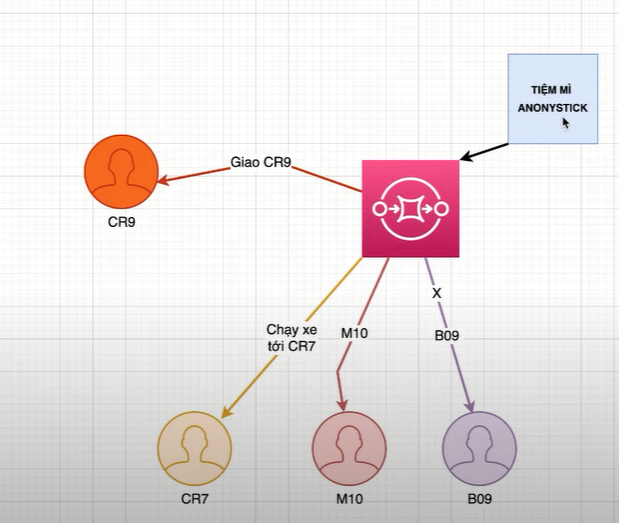 TIỆM MÌ
ANONYSTICK
Giao CR9
CR9
X
Chạy xe
tới CR7
M10
B09
CR7
M10
B09